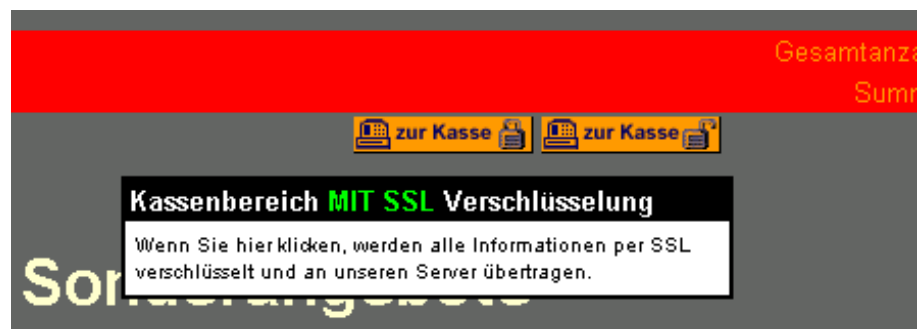 Gesamtanza
Summ
zur Kasse zur Kasse
Kassenbereich MIT SSL Verschlüsselung
Wenn Sie hier klicken, werden alle Informationen per SSL
verschlüsselt und an unseren Server übertragen.
Sonderangebote